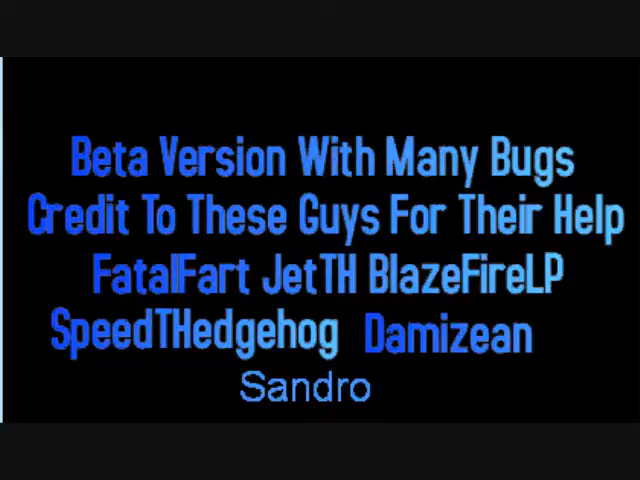 Beta Version With Many Bugs
Credit To These Guys For Their Help
FatalFart JetTH BlazeFireLP
SpeedTHedgehog Damizean
Sandro